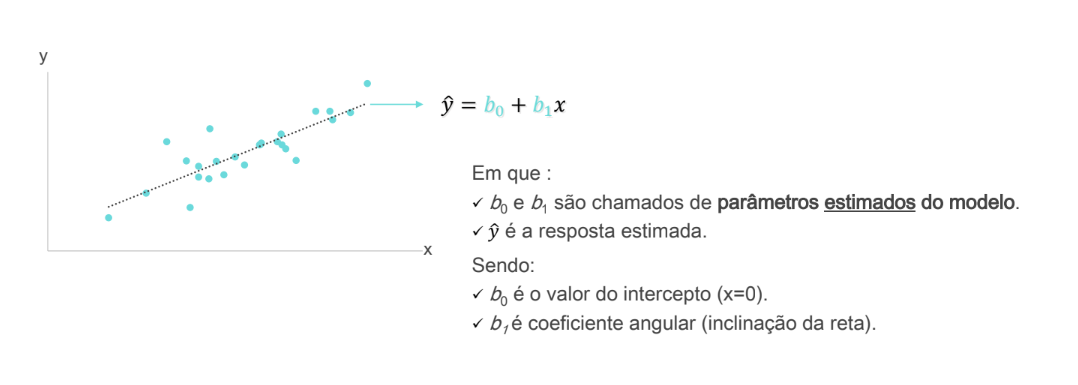 y
ŷ = b₀ + b₁x
Em que :
✓ b₀ e b₁ são chamados de parâmetros estimados do modelo.
✓ ŷ é a resposta estimada.
x
Sendo:
✓ b₀ é o valor do intercepto (x=0).
✓ b₁é coeficiente angular (inclinação da reta).